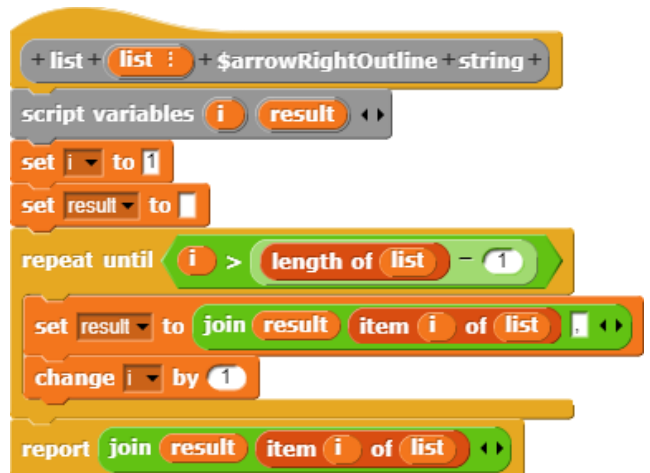 + list + list ⋮ + $arrowRightOutline + string +
script variables i result
set i to 1
set result to
repeat until i > length of list - 1
set result to join result item i of list ,
change i by 1
report join result item i of list